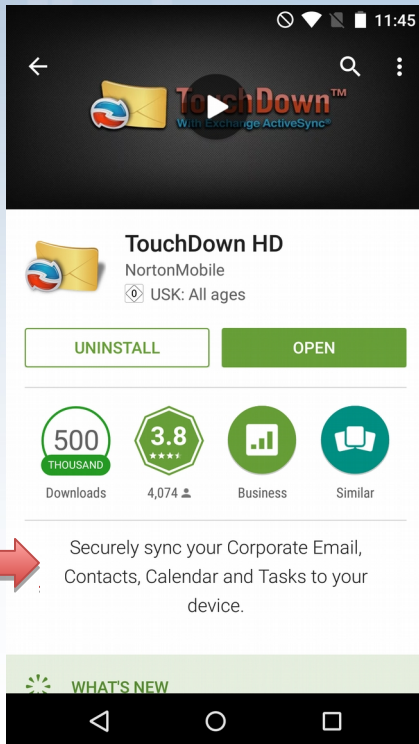 11:45
TouchDown™
With Exchange ActiveSync®
TouchDown HD
NortonMobile
0 USK: All ages
UNINSTALL
OPEN
500
THOUSAND
3.8
Downloads
4,074
Business
Similar
Securely sync your Corporate Email,
Contacts, Calendar and Tasks to your
device.
WHAT'S NEW